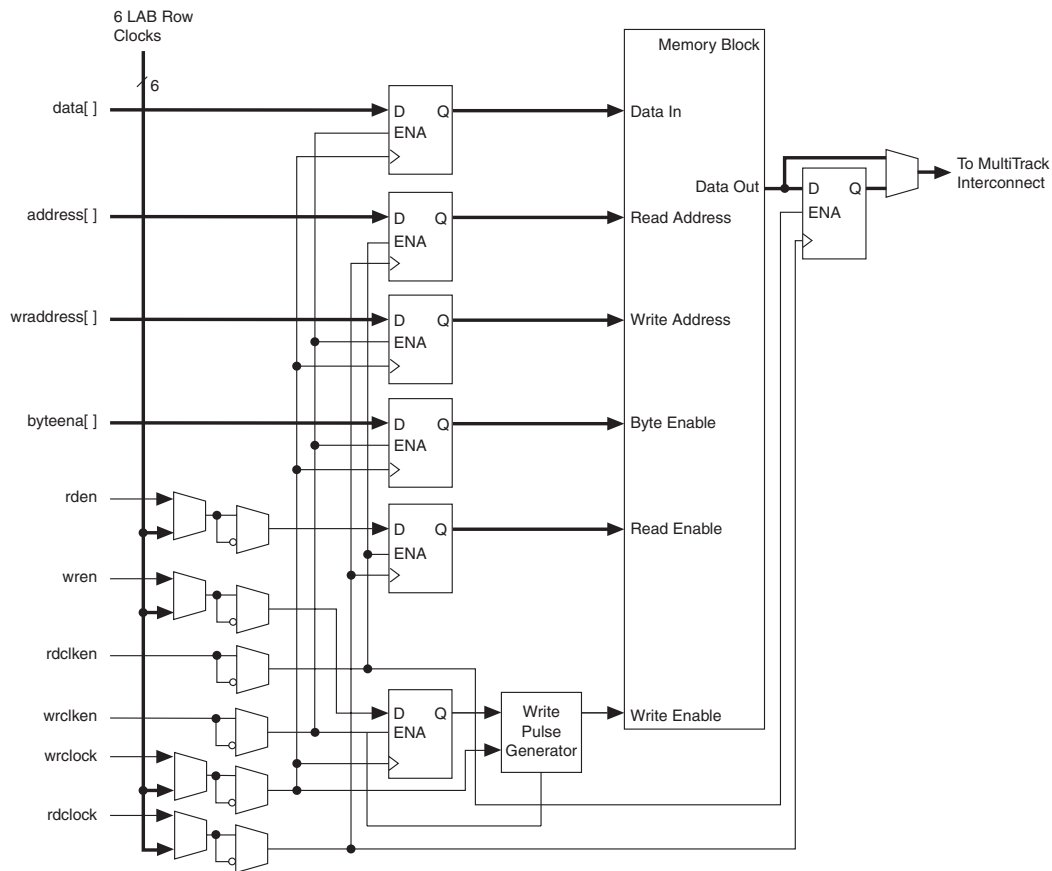 6 LAB Row
Clocks
6
Memory Block
data[ ]
D Q
ENA
Data In
To MultiTrack
Interconnect
Data Out
D Q
ENA
address[ ]
D Q
ENA
Read Address
wraddress[ ]
D Q
ENA
Write Address
byteena[ ]
D Q
ENA
Byte Enable
rden
D Q
ENA
Read Enable
wren
rdclken
wrclken
D Q
ENA
Write
Pulse
Generator
Write Enable
wrclock
rdclock